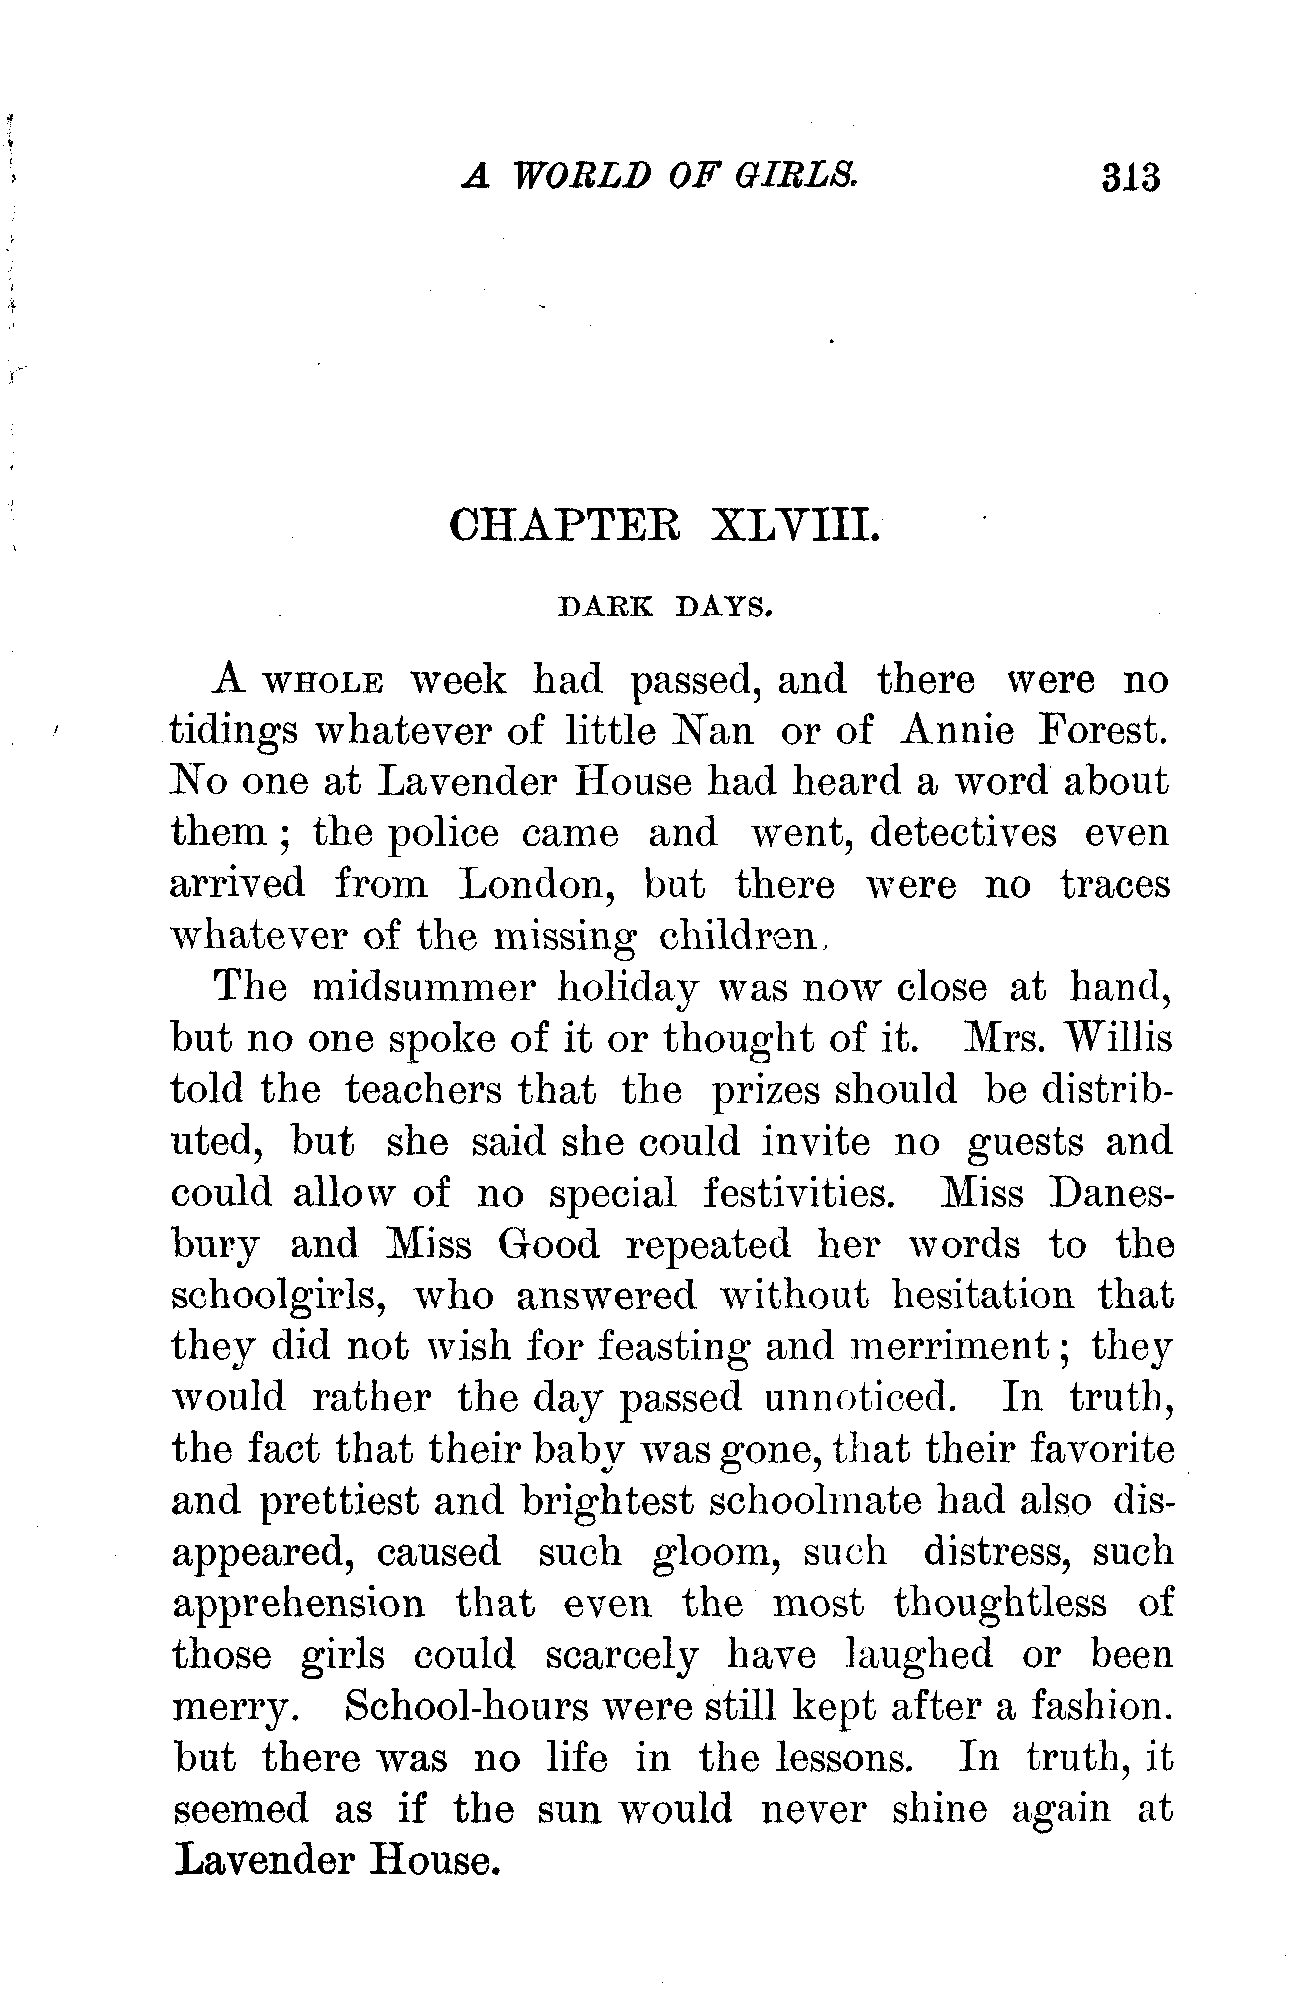 A WORLD OF GIRLS. 313
CHAPTER XLVIII.
DARK DAYS.
A WHOLE week had passed, and there were no
tidings whatever of little Nan or of Annie Forest.
No one at Lavender House had heard a word about
them ; the police came and went, detectives even
arrived from London, but there were no traces
whatever of the missing children.
The midsummer holiday was now close at hand,
but no one spoke of it or thought of it. Mrs. Willis
told the teachers that the prizes should be distrib-
uted, but she said she could invite no guests and
could allow of no special festivities. Miss Danes-
bury and Miss Good repeated her words to the
schoolgirls, who answered without hesitation that
they did not wish for feasting and merriment ; they
would rather the day passed unnoticed. In truth,
the fact that their baby was gone, that their favorite
and prettiest and brightest schoolmate had also dis-
appeared, caused such gloom, such distress, such
apprehension that even the most thoughtless of
those girls could scarcely have laughed or been
merry. School-hours were still kept after a fashion.
but there was no life in the lessons. In truth, it
seemed as if the sun would never shine again at
Lavender House.